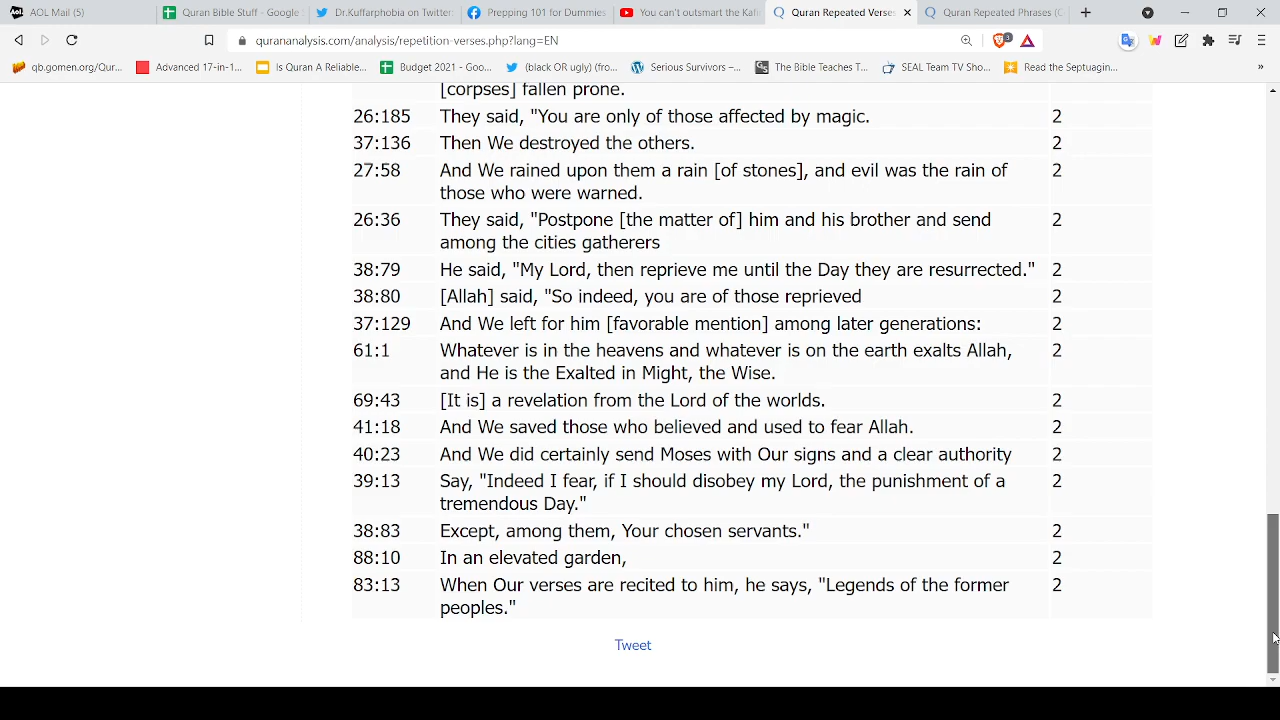 AOL Mail (5)
Quran Bible Stuff - Google
Dr.Kuffarphobia on Twitter:
Prepping 101 for Dummies
You can't outsmart the Kafi
Quran Repeated Verses
Quran Repeated Phrases (C
qurananalysis.com/analysis/repetition-verses.php?lang=EN
3
qb.gomen.org/Qur...
Advanced 17-in-1...
Is Quran A Reliable...
Budget 2021 - Goo...
(black OR ugly) (fro...
Serious Survivors –...
The Bible Teaches T...
SEAL Team TV Sho...
Read the Septuagin...
»
[corpses] fallen prone.
26:185 They said, "You are only of those affected by magic. 2
37:136 Then We destroyed the others. 2
27:58 And We rained upon them a rain [of stones], and evil was the rain of 2
those who were warned.
26:36 They said, "Postpone [the matter of] him and his brother and send 2
among the cities gatherers
38:79 He said, "My Lord, then reprieve me until the Day they are resurrected." 2
38:80 [Allah] said, "So indeed, you are of those reprieved 2
37:129 And We left for him [favorable mention] among later generations: 2
61:1 Whatever is in the heavens and whatever is on the earth exalts Allah, 2
and He is the Exalted in Might, the Wise.
69:43 [It is] a revelation from the Lord of the worlds. 2
41:18 And We saved those who believed and used to fear Allah. 2
40:23 And We did certainly send Moses with Our signs and a clear authority 2
39:13 Say, "Indeed I fear, if I should disobey my Lord, the punishment of a 2
tremendous Day."
38:83 Except, among them, Your chosen servants." 2
88:10 In an elevated garden, 2
83:13 When Our verses are recited to him, he says, "Legends of the former 2
peoples."
Tweet